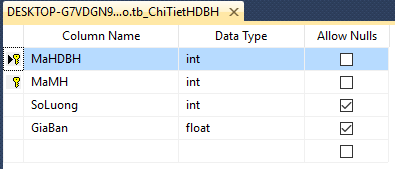 DESKTOP-G7VDGN9...o.tb_ChiTietHDBH
Column Name Data Type Allow Nulls
MaHDBH int
MaMH int
SoLuong int
GiaBan float